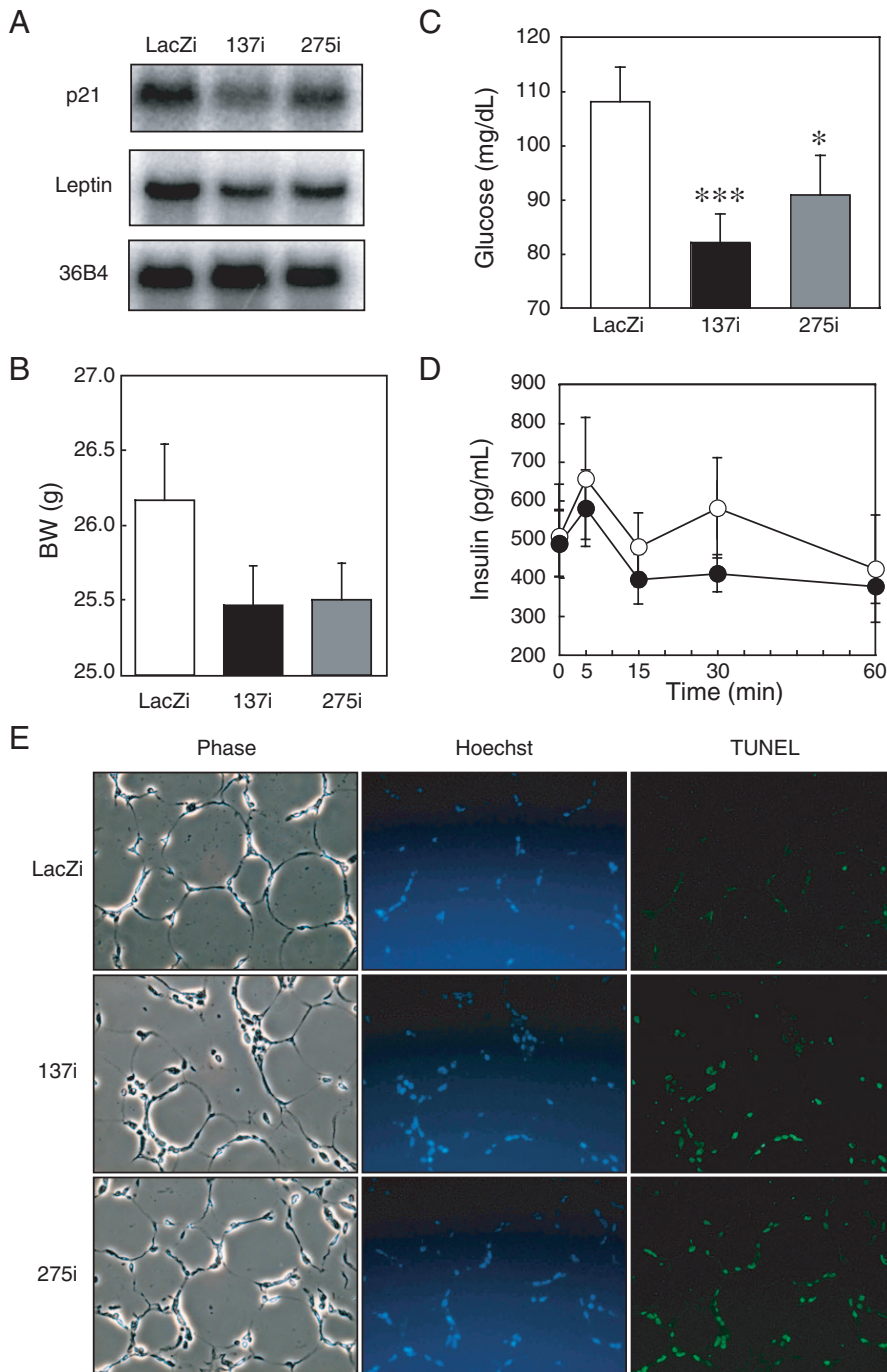 A
LacZi 137i 275i
p21
Leptin
36B4
B
27.0
26.5
26.0
25.5
25.0
BW (g)
LacZi 137i 275i
C
120
110
100
90
80
70
Glucose (mg/dL)
***
*
LacZi 137i 275i
D
900
800
700
600
500
400
300
200
Insulin (pg/mL)
0 5 15 30 60
Time (min)
E
Phase Hoechst TUNEL
LacZi
137i
275i